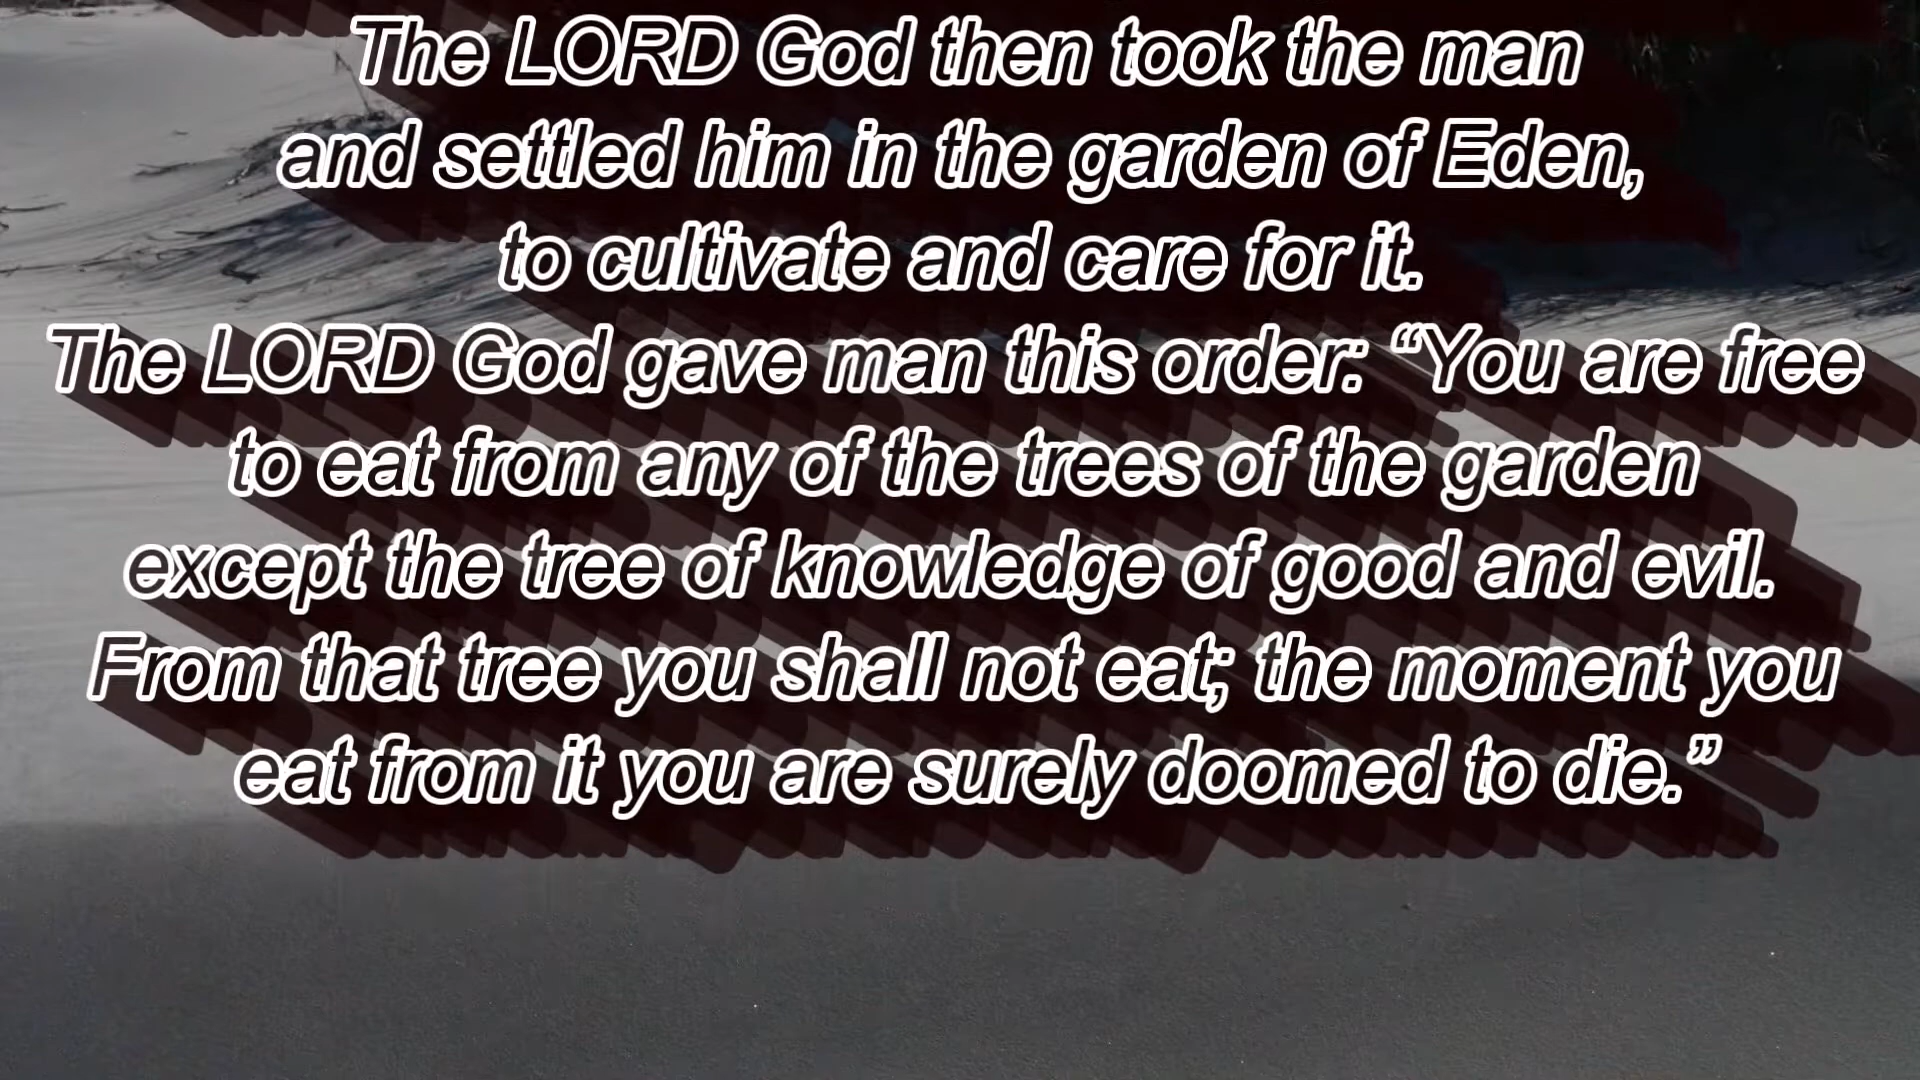 The LORD God then took the man
and settled him in the garden of Eden,
to cultivate and care for it.
The LORD God gave man this order: “You are free
to eat from any of the trees of the garden
except the tree of knowledge of good and evil.
From that tree you shall not eat; the moment you
eat from it you are surely doomed to die.”